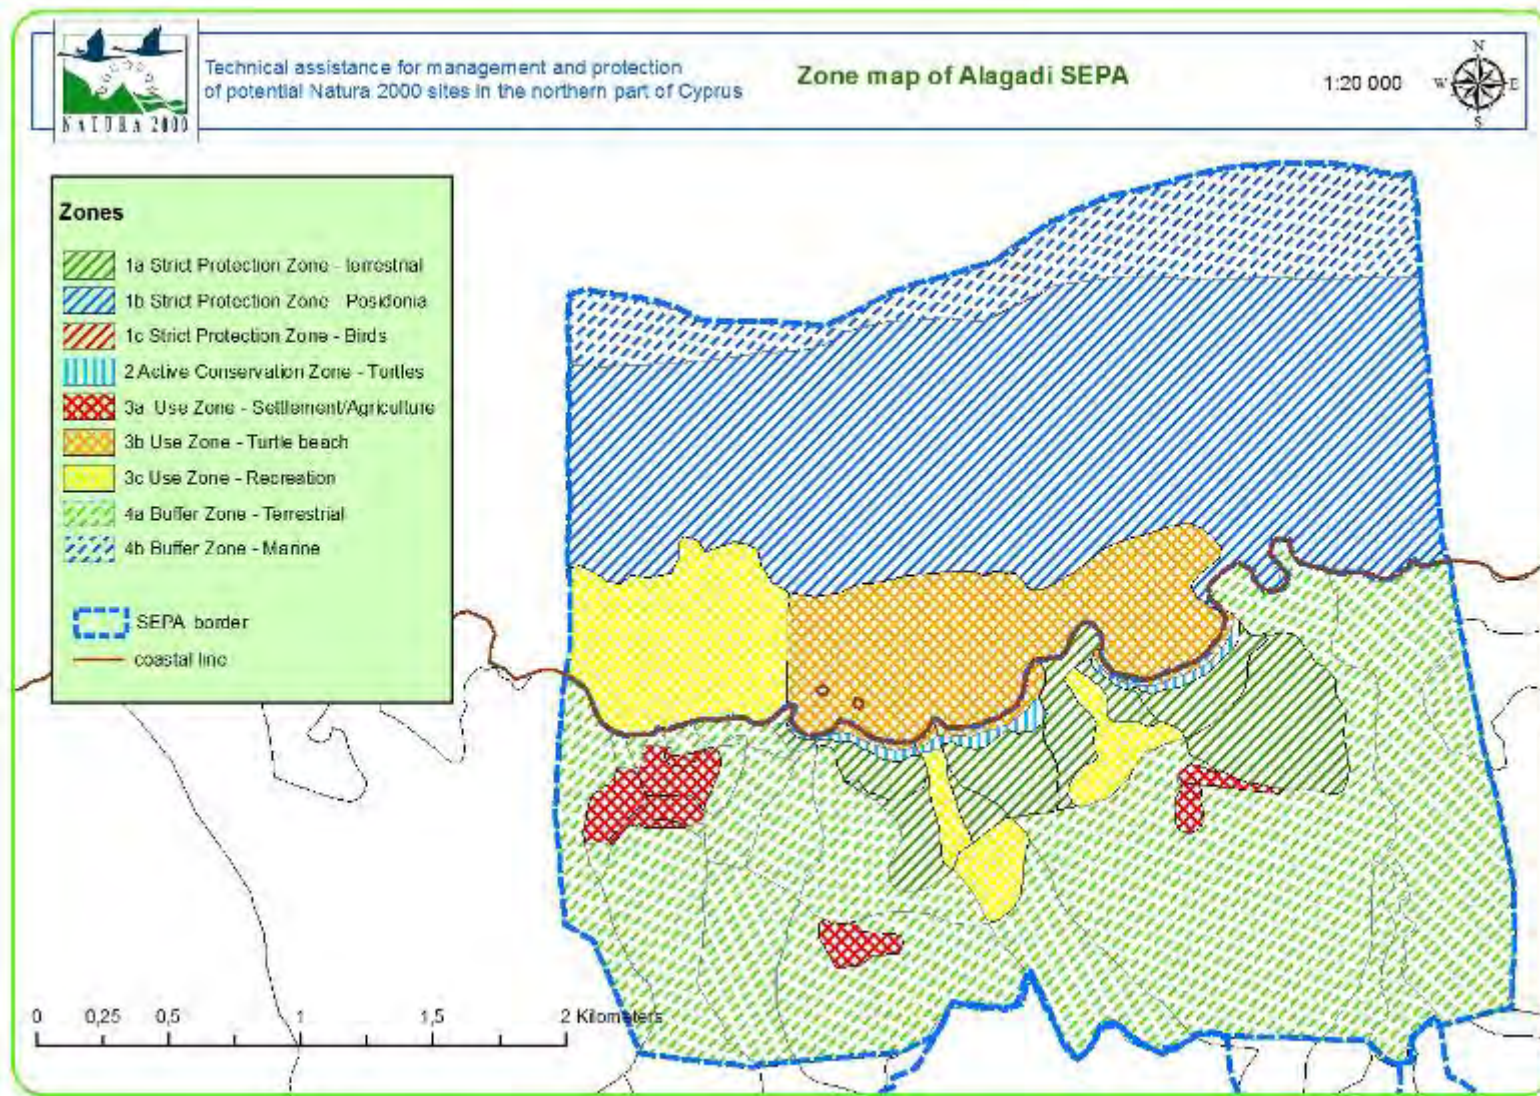 Technical assistance for management and protection
of potential Natura 2000 sites in the northern part of Cyprus
Zone map of Alagadi SEPA
1:20 000
N
W
E
S
NATURA 2000
Zones
1a Strict Protection Zone - terrestrial
1b Strict Protection Zone - Posidonia
1c Strict Protection Zone - Birds
2 Active Conservation Zone - Turtles
3a Use Zone - Settlement/Agriculture
3b Use Zone - Turtle beach
3c Use Zone - Recreation
4a Buffer Zone - Terrestrial
4b Buffer Zone - Marine
SEPA border
coastal line
0 0,25 0,5 1 1,5 2 Kilometers